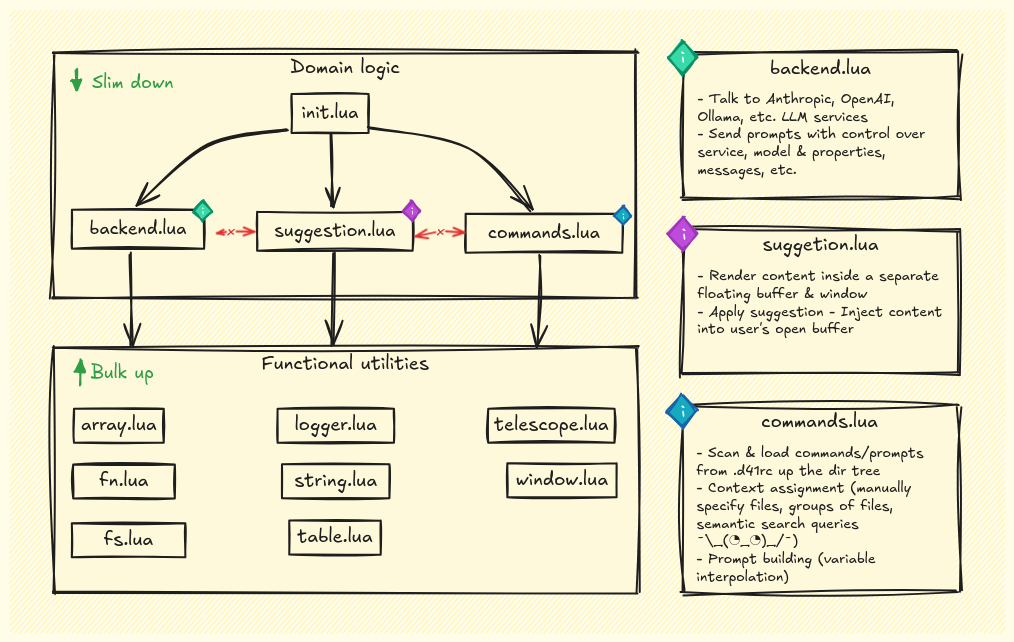 Domain logic
↓ Slim down
init.lua
backend.lua
suggestion.lua
commands.lua
i
i
i
x
x
Functional utilities
↑ Bulk up
array.lua
logger.lua
telescope.lua
fn.lua
string.lua
window.lua
fs.lua
table.lua
i
backend.lua
- Talk to Anthropic, OpenAI,
Ollama, etc. LLM services
- Send prompts with control over
service, model & properties,
messages, etc.
i
suggetion.lua
- Render content inside a separate
floating buffer & window
- Apply suggestion - Inject content
into user's open buffer
i
commands.lua
- Scan & load commands/prompts
from .d41rc up the dir tree
- Context assignment (manually
specify files, groups of files,
semantic search queries
¯\_(◔_◔)_/¯)
- Prompt building (variable
interpolation)